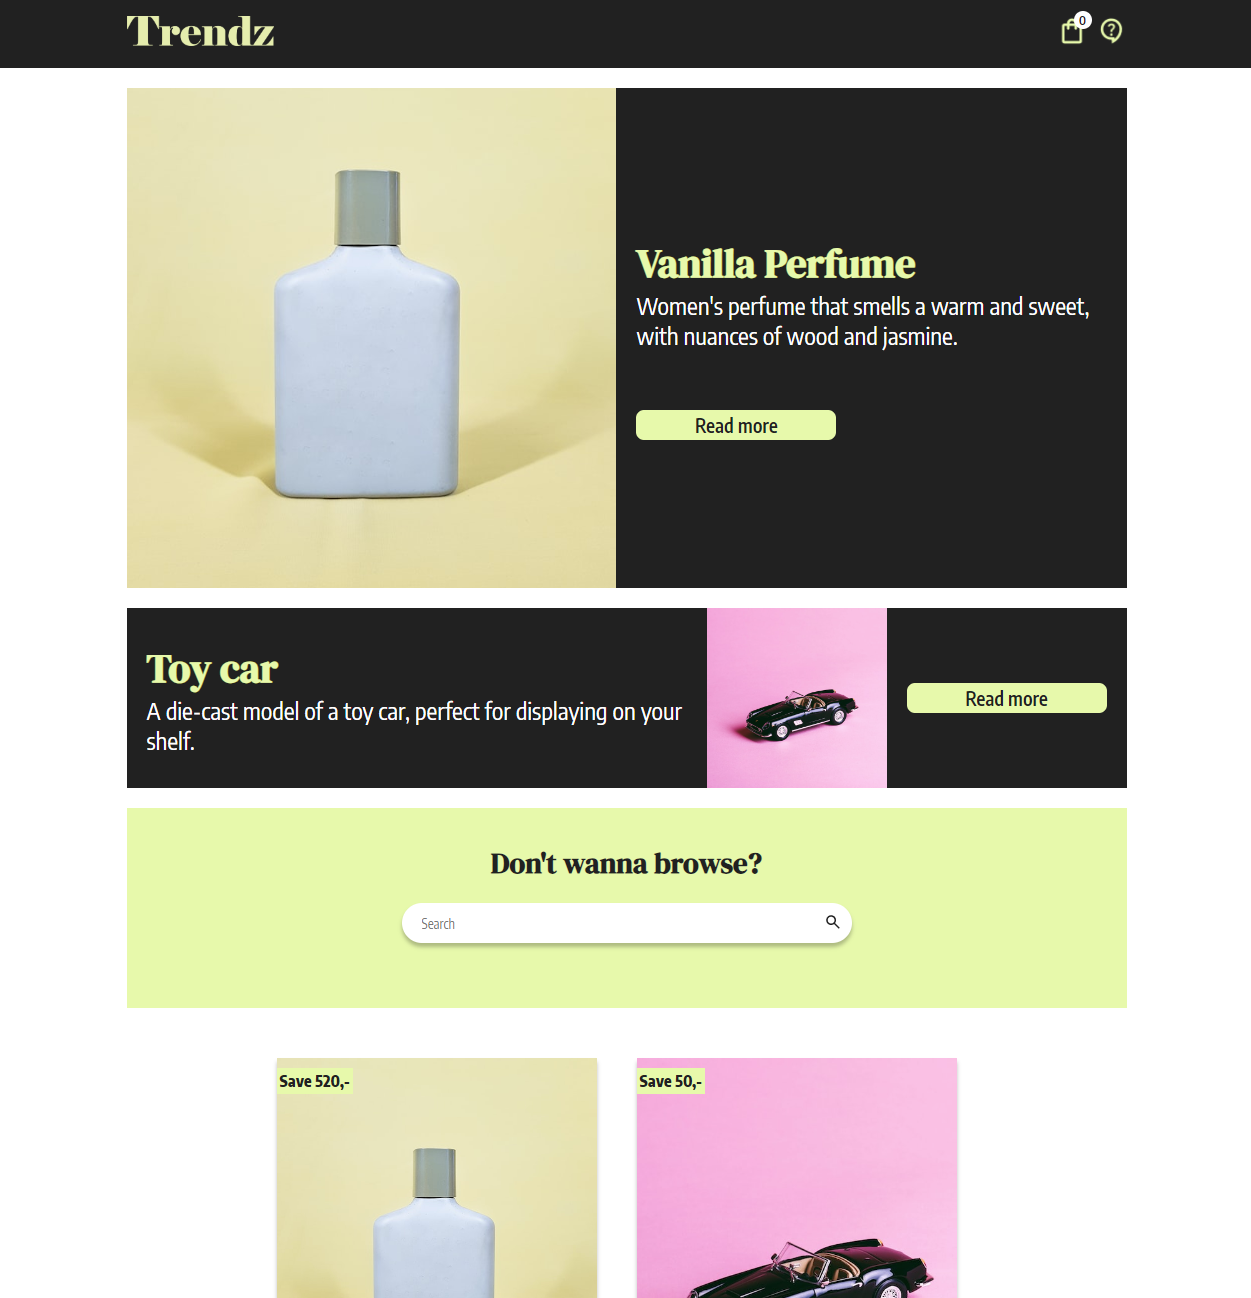 Trendz
0
?
Vanilla Perfume
Women's perfume that smells a warm and sweet,
with nuances of wood and jasmine.
Read more
Toy car
A die-cast model of a toy car, perfect for displaying on your
shelf.
Read more
Don't wanna browse?
Search
Save 520,-
Save 50,-